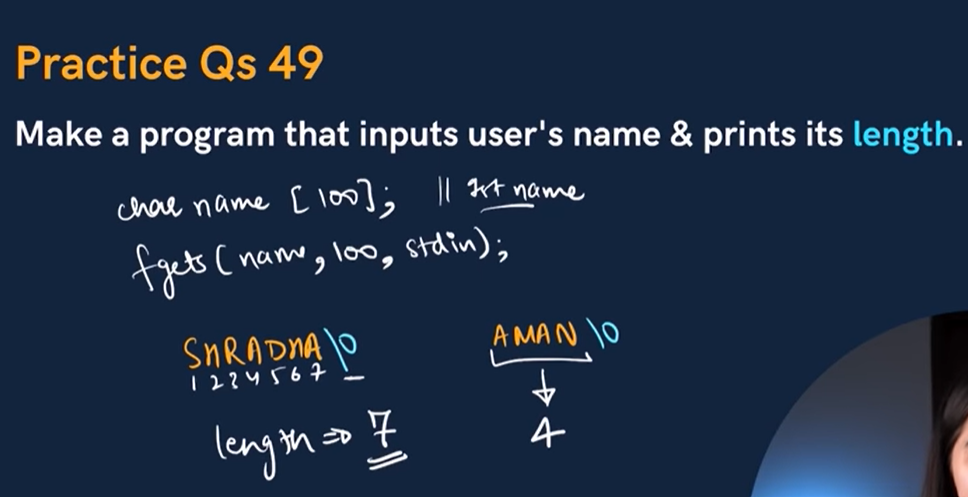 Practice Qs 49
Make a program that inputs user's name & prints its length.
char name [100]; || name
fgets(name, 100, stdin);
SHRADHA\0 AMAN\0
1 2 3 4 5 6 7
length => 7 4